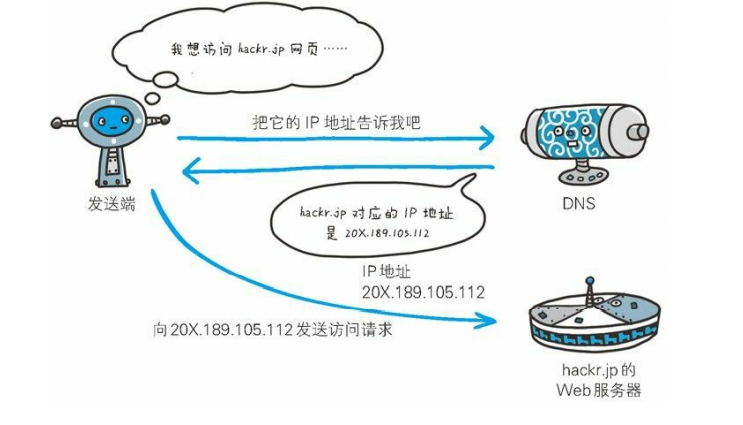 我想访问 hackr.jp 网页……
把它的 IP 地址告诉我吧
发送端
DNS
hackr.jp 对应的 IP 地址
是 20X.189.105.112
IP 地址
20X.189.105.112
向 20X.189.105.112 发送访问请求
hackr.jp 的
Web 服务器